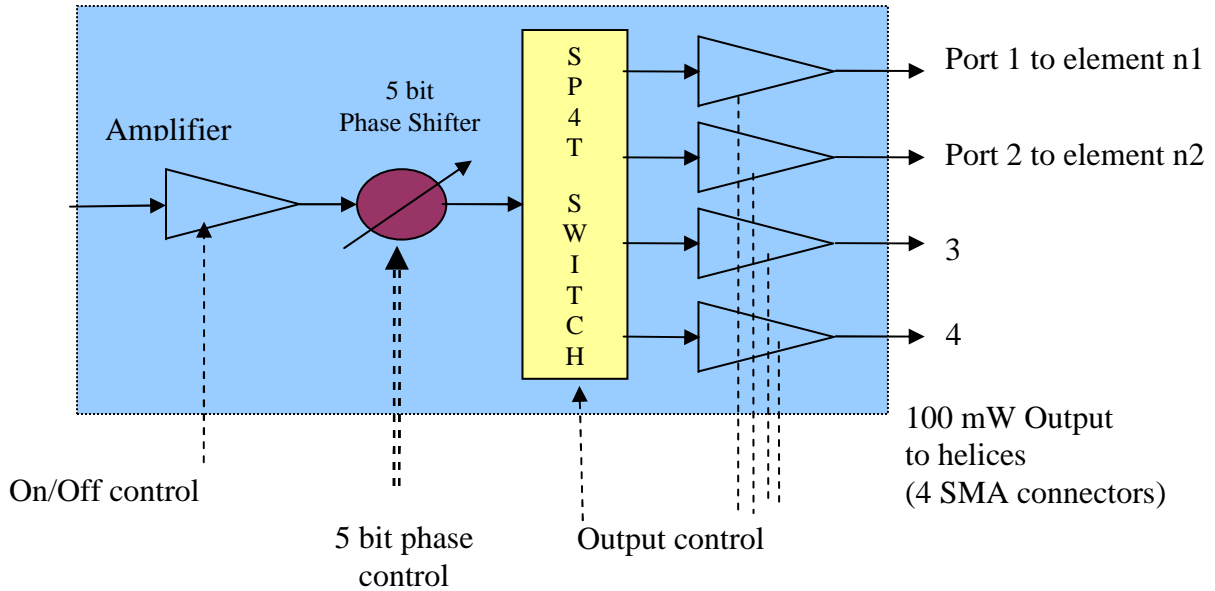 Amplifier
5 bit
Phase Shifter
S
P
4
T
S
W
I
T
C
H
Port 1 to element n1
Port 2 to element n2
3
4
100 mW Output
to helices
(4 SMA connectors)
On/Off control
5 bit phase
control
Output control